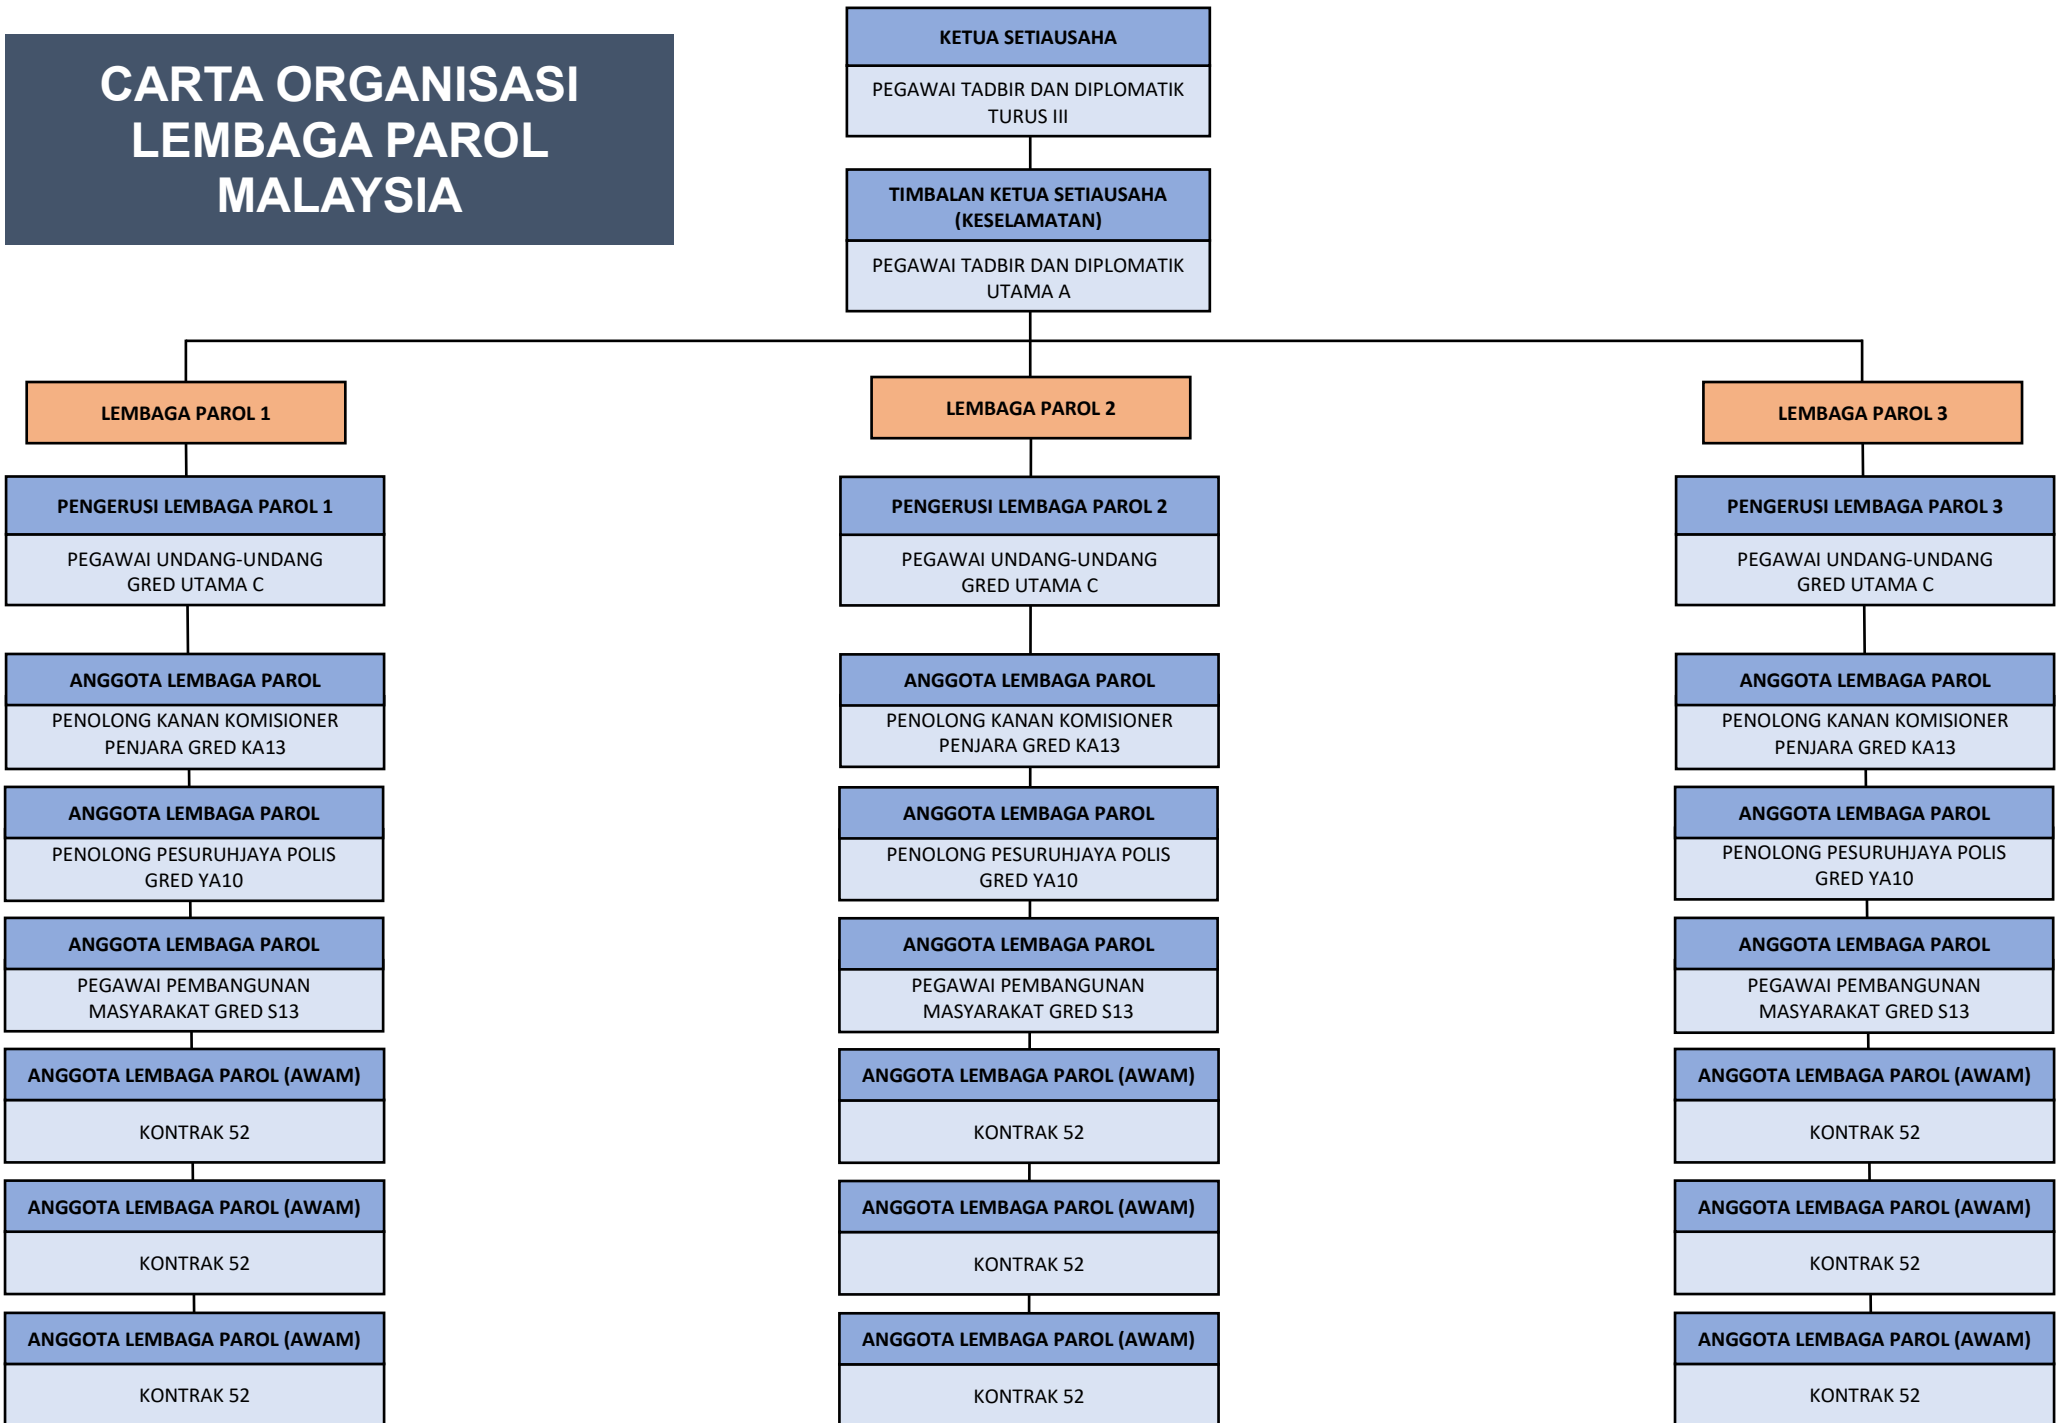 CARTA ORGANISASI
LEMBAGA PAROL
MALAYSIA
KETUA SETIAUSAHA
PEGAWAI TADBIR DAN DIPLOMATIK
TURUS III
TIMBALAN KETUA SETIAUSAHA
(KESELAMATAN)
PEGAWAI TADBIR DAN DIPLOMATIK
UTAMA A
LEMBAGA PAROL 1
PENGERUSI LEMBAGA PAROL 1
PEGAWAI UNDANG-UNDANG
GRED UTAMA C
ANGGOTA LEMBAGA PAROL
PENOLONG KANAN KOMISIONER
PENJARA GRED KA13
ANGGOTA LEMBAGA PAROL
PENOLONG PESURUHJAYA POLIS
GRED YA10
ANGGOTA LEMBAGA PAROL
PEGAWAI PEMBANGUNAN
MASYARAKAT GRED S13
ANGGOTA LEMBAGA PAROL (AWAM)
KONTRAK 52
ANGGOTA LEMBAGA PAROL (AWAM)
KONTRAK 52
ANGGOTA LEMBAGA PAROL (AWAM)
KONTRAK 52
LEMBAGA PAROL 2
PENGERUSI LEMBAGA PAROL 2
PEGAWAI UNDANG-UNDANG
GRED UTAMA C
ANGGOTA LEMBAGA PAROL
PENOLONG KANAN KOMISIONER
PENJARA GRED KA13
ANGGOTA LEMBAGA PAROL
PENOLONG PESURUHJAYA POLIS
GRED YA10
ANGGOTA LEMBAGA PAROL
PEGAWAI PEMBANGUNAN
MASYARAKAT GRED S13
ANGGOTA LEMBAGA PAROL (AWAM)
KONTRAK 52
ANGGOTA LEMBAGA PAROL (AWAM)
KONTRAK 52
ANGGOTA LEMBAGA PAROL (AWAM)
KONTRAK 52
LEMBAGA PAROL 3
PENGERUSI LEMBAGA PAROL 3
PEGAWAI UNDANG-UNDANG
GRED UTAMA C
ANGGOTA LEMBAGA PAROL
PENOLONG KANAN KOMISIONER
PENJARA GRED KA13
ANGGOTA LEMBAGA PAROL
PENOLONG PESURUHJAYA POLIS
GRED YA10
ANGGOTA LEMBAGA PAROL
PEGAWAI PEMBANGUNAN
MASYARAKAT GRED S13
ANGGOTA LEMBAGA PAROL (AWAM)
KONTRAK 52
ANGGOTA LEMBAGA PAROL (AWAM)
KONTRAK 52
ANGGOTA LEMBAGA PAROL (AWAM)
KONTRAK 52